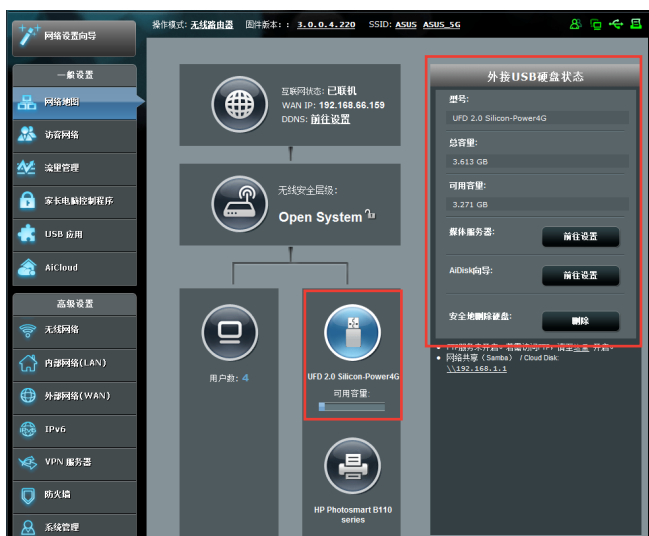 操作模式: 无线路由器 固件版本: : 3.0.0.4.220 SSID: ASUS ASUS_5G
网络设置向导
一般设置
网络地图
访客网络
流量管理
家长电脑控制程序
USB 应用
AiCloud
高级设置
无线网络
内部网络(LAN)
外部网络(WAN)
IPv6
VPN 服务器
防火墙
系统管理
互联网状态: 已联机
WAN IP: 192.168.66.159
DDNS: 前往设置
无线安全层级:
Open System
用户数: 4
UFD 2.0 Silicon-Power4G
可用容量:
HP Photosmart B110
series
外接USB硬盘状态
型号:
UFD 2.0 Silicon-Power4G
总容量:
3.613 GB
可用容量:
3.271 GB
媒体服务器: 前往设置
AiDisk向导: 前往设置
安全地删除硬盘: 删除
网络共享（Samba） / Cloud Disk:
\\192.168.1.1